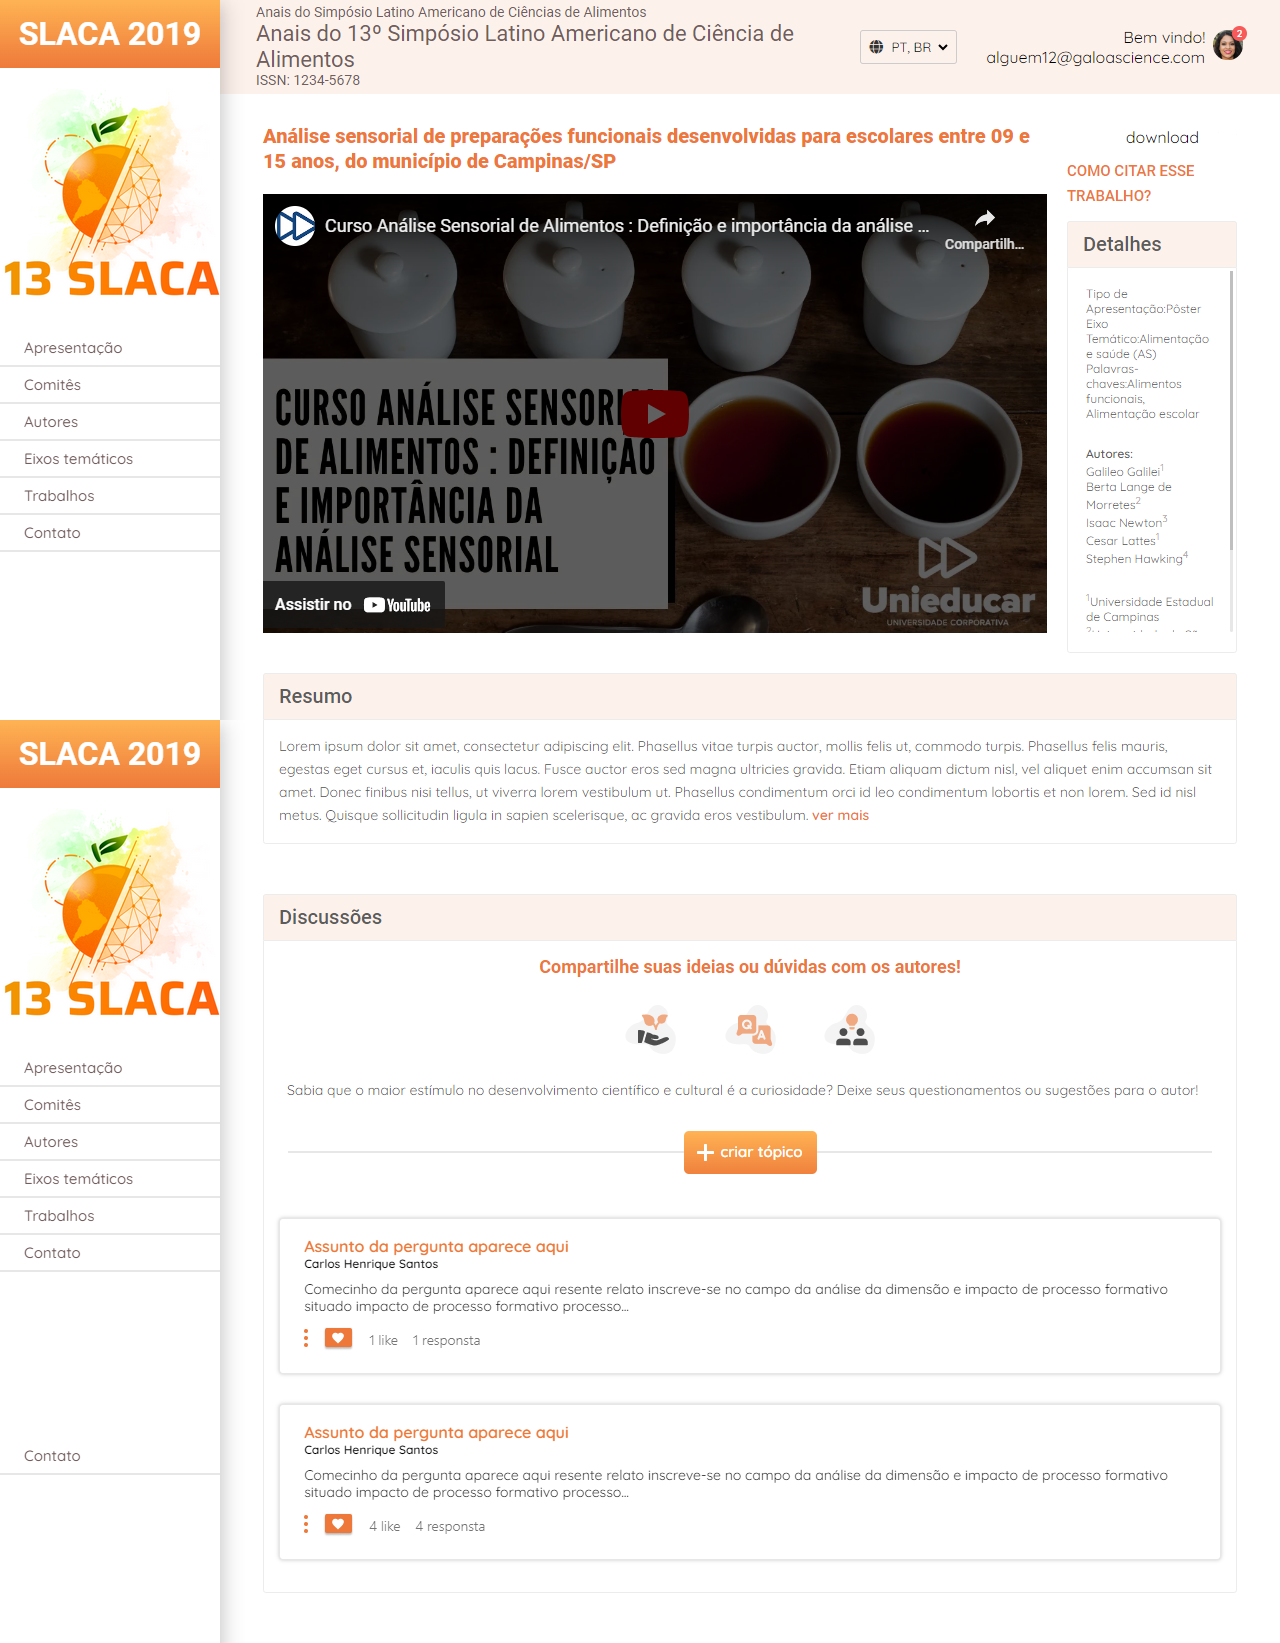 SLACA 2019
13 SLACA
Apresentação
Comitês
Autores
Eixos temáticos
Trabalhos
Contato
SLACA 2019
13 SLACA
Apresentação
Comitês
Autores
Eixos temáticos
Trabalhos
Contato
Contato
Anais do Simpósio Latino Americano de Ciências de Alimentos
Anais do 13º Simpósio Latino Americano de Ciência de
Alimentos
ISSN: 1234-5678
PT, BR
Bem vindo!
alguem12@galoascience.com
2
Análise sensorial de preparações funcionais desenvolvidas para escolares entre 09 e
15 anos, do município de Campinas/SP
Curso Análise Sensorial de Alimentos : Definição e importância da análise ...
Compartilh...
CURSO ANÁLISE SENSORI
DE ALIMENTOS : DEFINIÇÃO
E IMPORTÂNCIA DA
ANÁLISE SENSORIAL
Assistir no YouTube
Unieducar
UNIVERSIDADE CORPORATIVA
download
COMO CITAR ESSE
TRABALHO?
Detalhes
Tipo de
Apresentação:Pôster
Eixo
Temático:Alimentação
e saúde (AS)
Palavras-
chaves:Alimentos
funcionais,
Alimentação escolar
Autores:
Galileo Galilei1
Berta Lange de
Morretes2
Isaac Newton3
Cesar Lattes1
Stephen Hawking4
1Universidade Estadual
de Campinas
Resumo
Lorem ipsum dolor sit amet, consectetur adipiscing elit. Phasellus vitae turpis auctor, mollis felis ut, commodo turpis. Phasellus felis mauris,
egestas eget cursus et, iaculis quis lacus. Fusce auctor eros sed magna ultricies gravida. Etiam aliquam dictum nisl, vel aliquet enim accumsan sit
amet. Donec finibus nisi tellus, ut viverra lorem vestibulum ut. Phasellus condimentum orci id leo condimentum lobortis et non lorem. Sed id nisl
metus. Quisque sollicitudin ligula in sapien scelerisque, ac gravida eros vestibulum. ver mais
Discussões
Compartilhe suas ideias ou dúvidas com os autores!
Q
A
Sabia que o maior estímulo no desenvolvimento científico e cultural é a curiosidade? Deixe seus questionamentos ou sugestões para o autor!
criar tópico
Assunto da pergunta aparece aqui
Carlos Henrique Santos
Comecinho da pergunta aparece aqui resente relato inscreve-se no campo da análise da dimensão e impacto de processo formativo
situado impacto de processo formativo processo...
1 like 1 responsta
Assunto da pergunta aparece aqui
Carlos Henrique Santos
Comecinho da pergunta aparece aqui resente relato inscreve-se no campo da análise da dimensão e impacto de processo formativo
situado impacto de processo formativo processo...
4 like 4 responsta